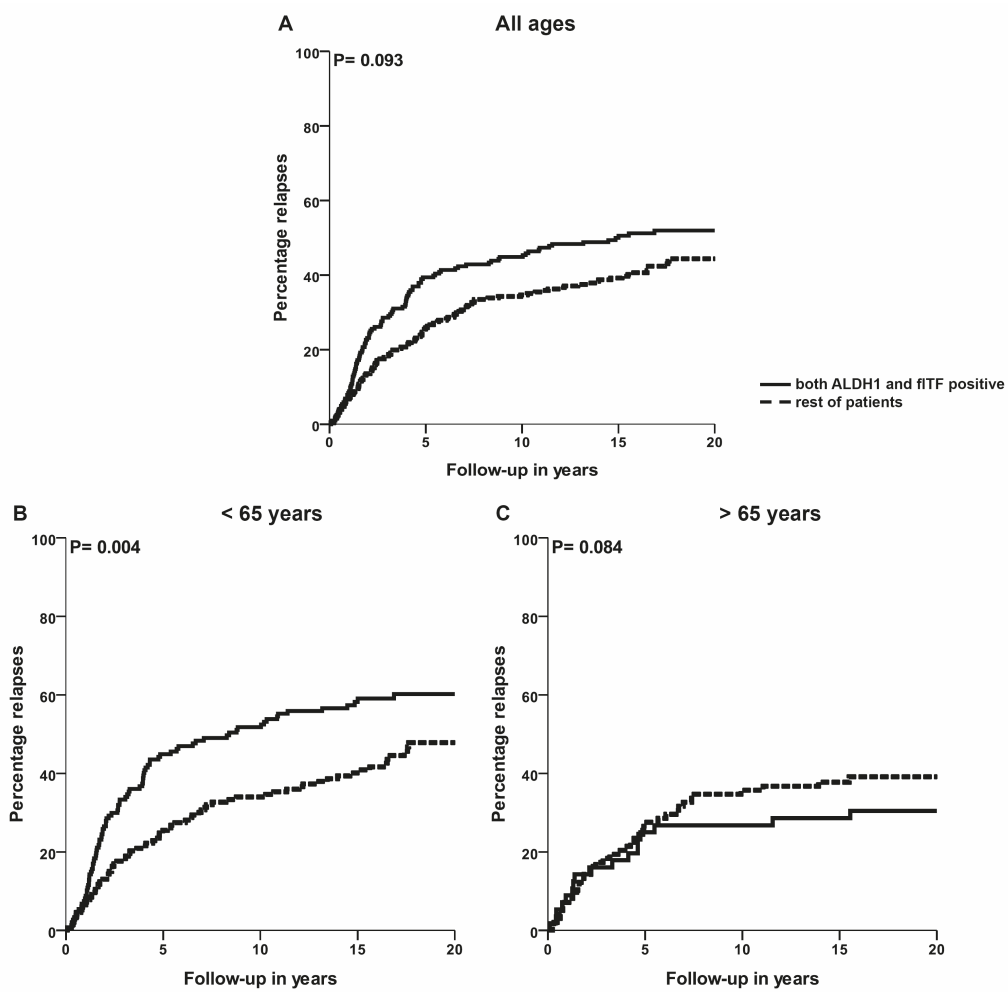 A
All ages
P= 0.093
100
80
60
40
20
0
Percentage relapses
0 5 10 15 20
Follow-up in years
both ALDH1 and flTF positive
rest of patients
B
< 65 years
P= 0.004
100
80
60
40
20
0
Percentage relapses
0 5 10 15 20
Follow-up in years
C
> 65 years
P= 0.084
100
80
60
40
20
0
Percentage relapses
0 5 10 15 20
Follow-up in years